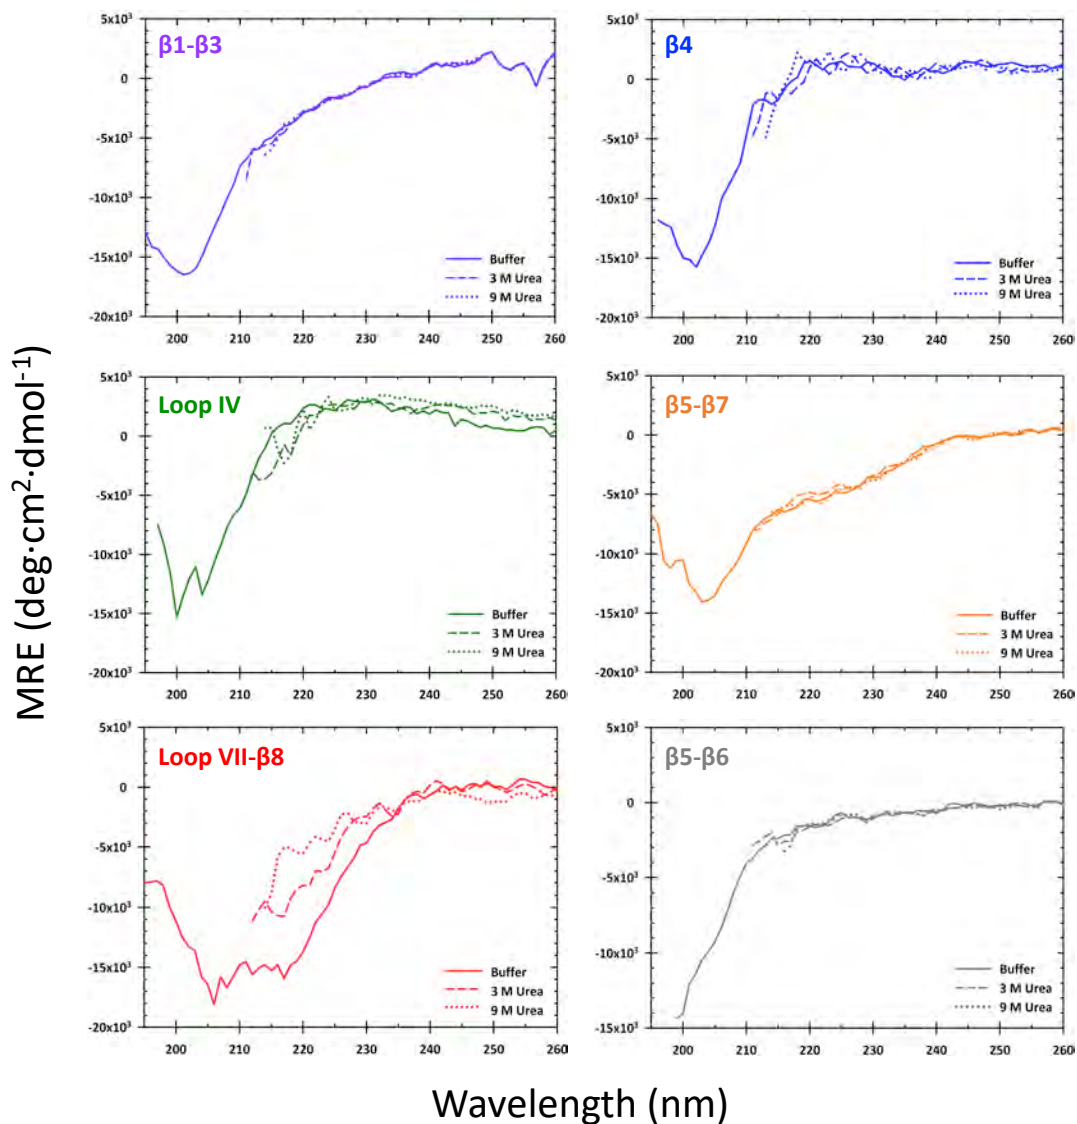 β1-β3
5x10³
0
-5x10³
-10x10³
-15x10³
-20x10³
200 210 220 230 240 250 260
Buffer
3 M Urea
9 M Urea
β4
5x10³
0
-5x10³
-10x10³
-15x10³
-20x10³
200 210 220 230 240 250 260
Buffer
3 M Urea
9 M Urea
Loop IV
5x10³
0
-5x10³
-10x10³
-15x10³
-20x10³
200 210 220 230 240 250 260
Buffer
3 M Urea
9 M Urea
β5-β7
5x10³
0
-5x10³
-10x10³
-15x10³
-20x10³
200 210 220 230 240 250 260
Buffer
3 M Urea
9 M Urea
Loop VII-β8
5x10³
0
-5x10³
-10x10³
-15x10³
-20x10³
200 210 220 230 240 250 260
Buffer
3 M Urea
9 M Urea
β5-β6
5x10³
0
-5x10³
-10x10³
-15x10³
200 210 220 230 240 250 260
Buffer
3 M Urea
9 M Urea
MRE (deg·cm²·dmol⁻¹)
Wavelength (nm)